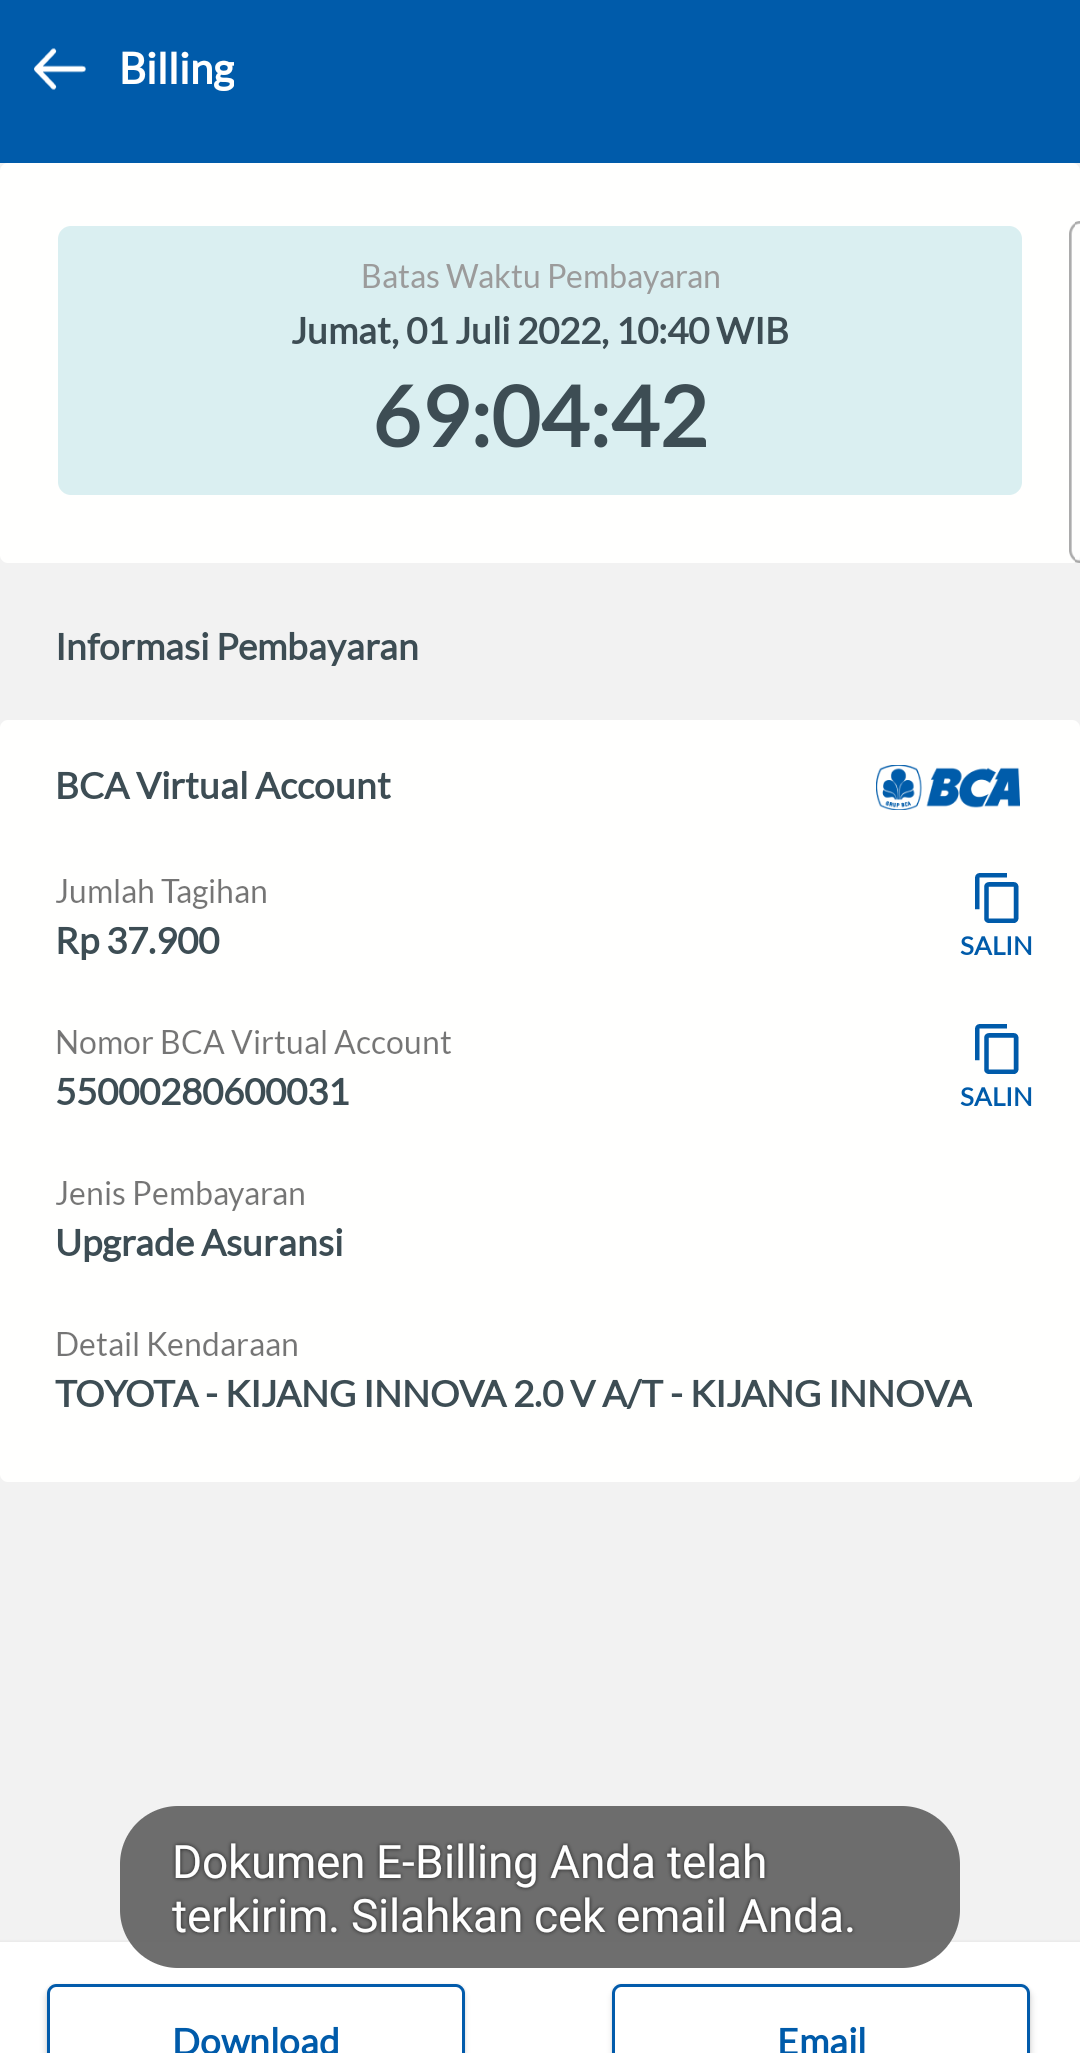 Billing
Batas Waktu Pembayaran
Jumat, 01 Juli 2022, 10:40 WIB
69:04:42
Informasi Pembayaran
BCA Virtual Account
GRUP BCA
BCA
Jumlah Tagihan
Rp 37.900
SALIN
Nomor BCA Virtual Account
55000280600031
SALIN
Jenis Pembayaran
Upgrade Asuransi
Detail Kendaraan
TOYOTA - KIJANG INNOVA 2.0 V A/T - KIJANG INNOVA
Dokumen E-Billing Anda telah
terkirim. Silahkan cek email Anda.
Download
Email